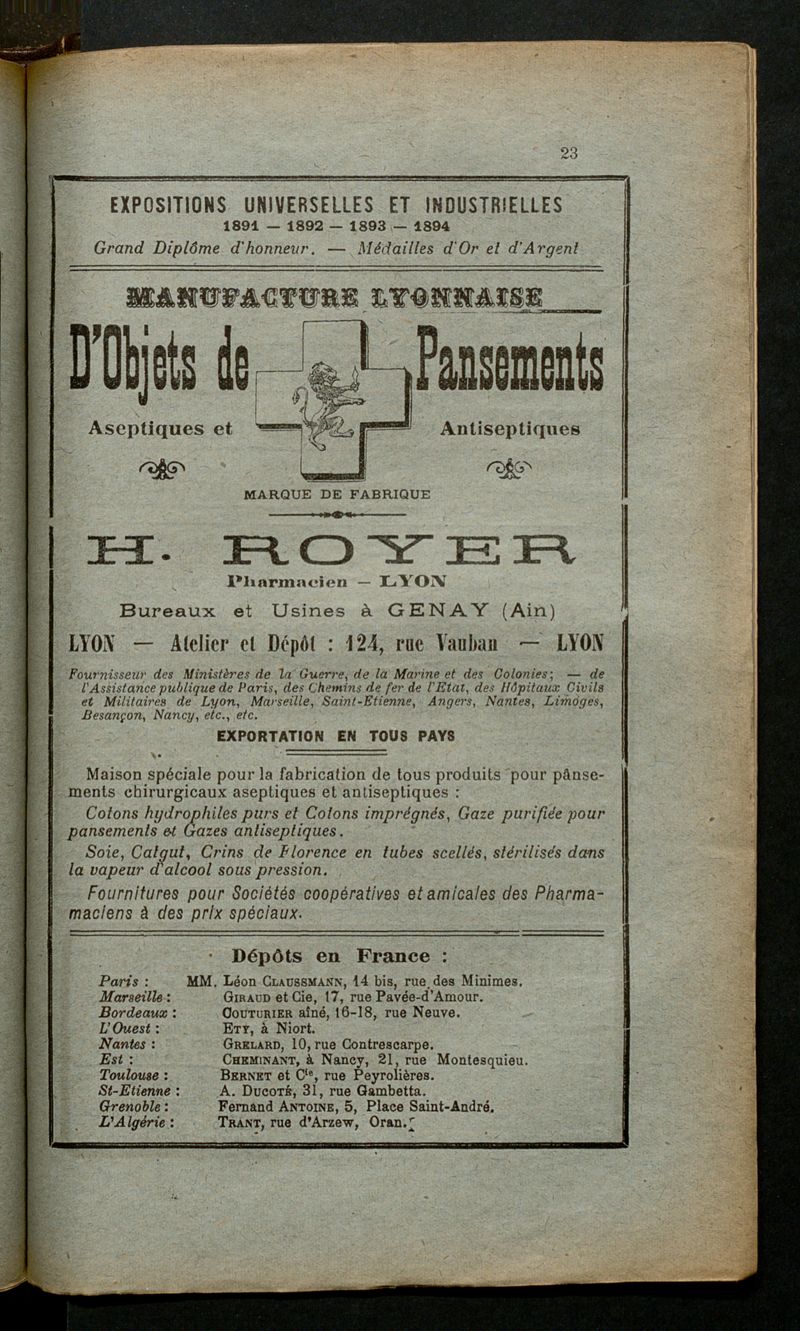 23
EXPOSITIONS UNIVERSELLES ET INDUSTRIELLES
1891 — 1892 — 1893 — 1894
Grand Diplôme d'honneur. — Médailles d'Or et d'Argent
MANUFACTURE LYONNAISE
D'Objets de Pansements
Aseptiques et Antiseptiques
MARQUE DE FABRIQUE
H. ROYER
Pharmacien — LYON
Bureaux et Usines à GENAY (Ain)
LYON — Atelier et Dépôt : 124, rue Vauban — LYON
Fournisseur des Ministères de la Guerre, de la Marine et des Colonies; — de
l'Assistance publique de Paris, des Chemins de fer de l'Etat, des Hôpitaux Civils
et Militaires de Lyon, Marseille, Saint-Etienne, Angers, Nantes, Limoges,
Besançon, Nancy, etc., etc.
EXPORTATION EN TOUS PAYS
Maison spéciale pour la fabrication de tous produits pour pânse-
ments chirurgicaux aseptiques et antiseptiques :
Cotons hydrophiles purs et Cotons imprégnés, Gaze purifiée pour
pansements et Gazes antiseptiques.
Soie, Catgut, Crins de Florence en tubes scellés, stérilisés dans
la vapeur d'alcool sous pression.
Fournitures pour Sociétés coopératives et amicales des Pharma-
maciens à des prix spéciaux.
Dépôts en France :
Paris : MM. Léon CLAUSSMANN, 14 bis, rue des Minimes.
Marseille : GIRAUD et Cie, 17, rue Pavée-d'Amour.
Bordeaux : COUTURIER aîné, 16-18, rue Neuve.
L'Ouest : ETY, à Niort.
Nantes : GRELARD, 10, rue Contrescarpe.
Est : CHEMINANT, à Nancy, 21, rue Montesquieu.
Toulouse : BERNET et Cie, rue Peyrolières.
St-Etienne : A. DUCOTÉ, 31, rue Gambetta.
Grenoble : Fernand ANTOINE, 5, Place Saint-André.
L'Algérie : TRANT, rue d'Arzew, Oran.